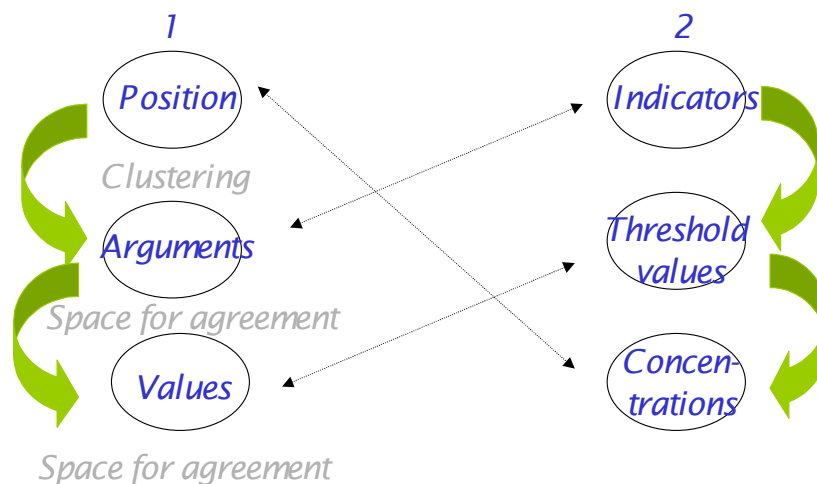 1
Position
Clustering
Arguments
Space for agreement
Values
Space for agreement
2
Indicators
Threshold
values
Concen-
trations